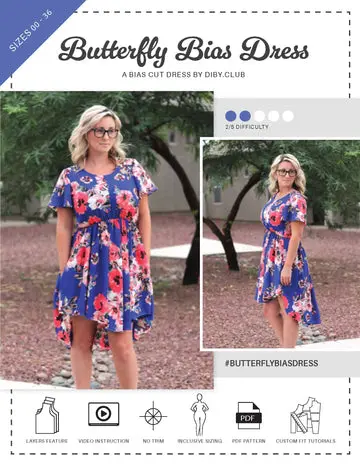 SIZES 00 - 36
Butterfly Bias Dress
A BIAS CUT DRESS BY DIBY.CLUB
2/5 DIFFICULTY
#BUTTERFLYBIASDRESS
PDF
LAYERS FEATURE
VIDEO INSTRUCTION
NO TRIM
INCLUSIVE SIZING
PDF PATTERN
CUSTOM FIT TUTORIALS